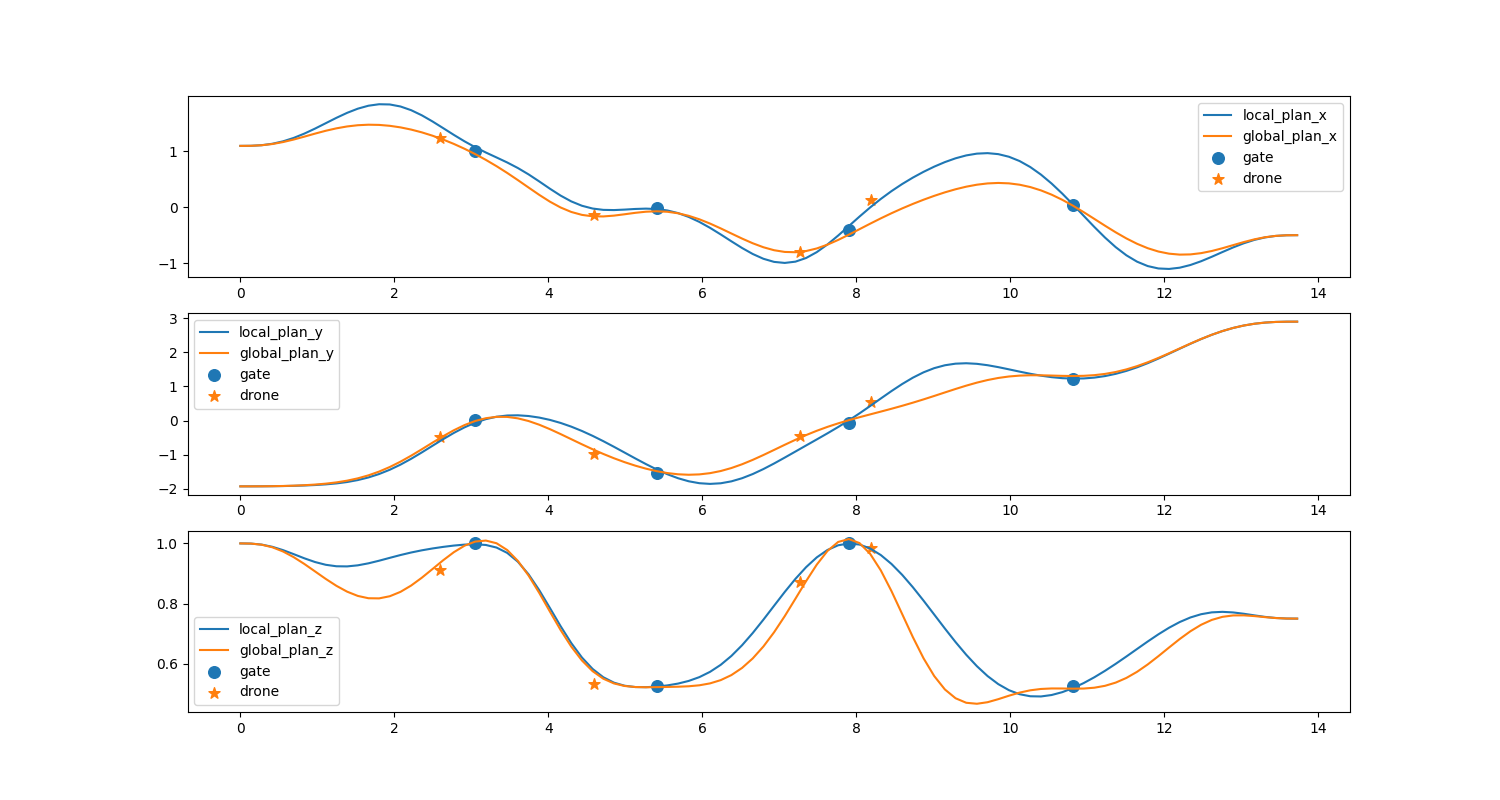 1
0
−1
local_plan_x
global_plan_x
gate
drone
0 2 4 6 8 10 12 14
3
2
1
0
−1
−2
local_plan_y
global_plan_y
gate
drone
0 2 4 6 8 10 12 14
1.0
0.8
0.6
local_plan_z
global_plan_z
gate
drone
0 2 4 6 8 10 12 14